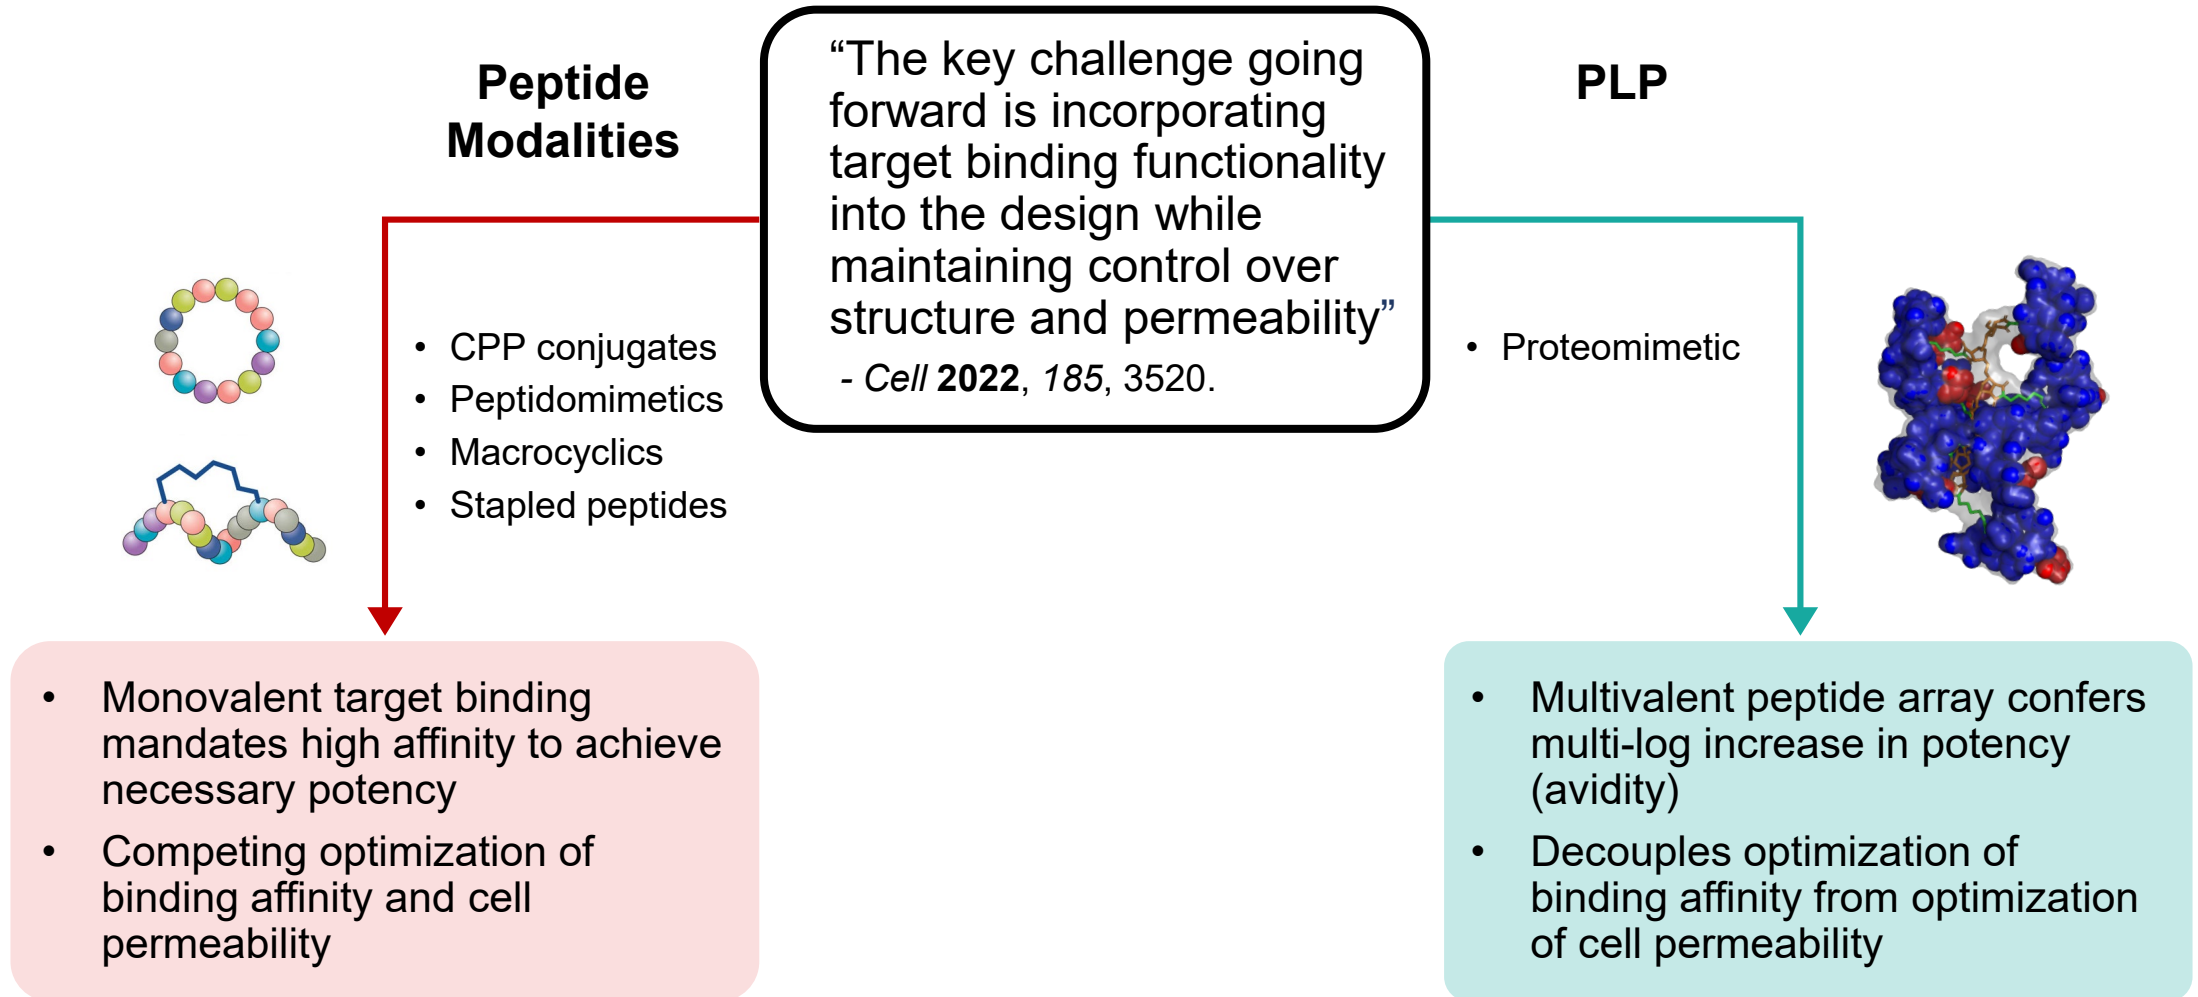 Peptide
Modalities
“The key challenge going
forward is incorporating
target binding functionality
into the design while
maintaining control over
structure and permeability”
- Cell 2022, 185, 3520.
PLP
• CPP conjugates
• Peptidomimetics
• Macrocyclics
• Stapled peptides
• Proteomimetic
• Monovalent target binding
mandates high affinity to achieve
necessary potency
• Competing optimization of
binding affinity and cell
permeability
• Multivalent peptide array confers
multi-log increase in potency
(avidity)
• Decouples optimization of
binding affinity from optimization
of cell permeability